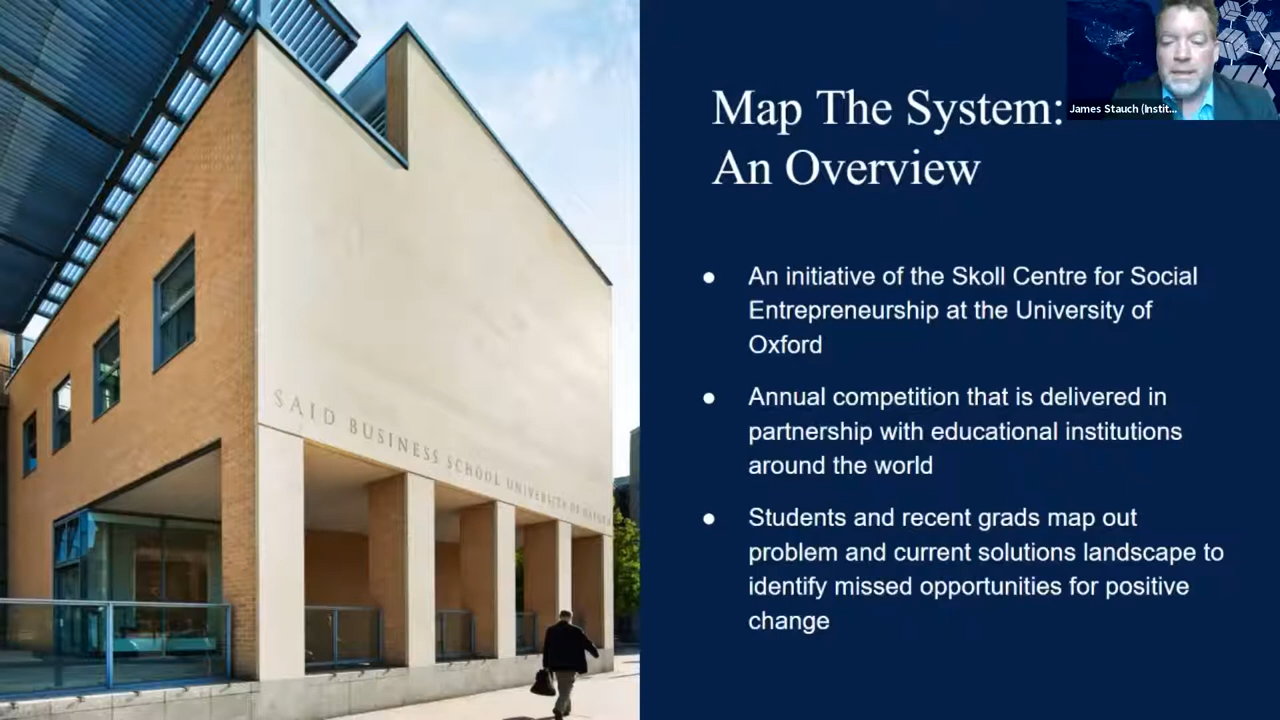 SAID BUSINESS SCHOOL UNIVERSITY OF OXFORD
James Stauch (Instit...
Map The System:
An Overview
● An initiative of the Skoll Centre for Social
Entrepreneurship at the University of
Oxford
● Annual competition that is delivered in
partnership with educational institutions
around the world
● Students and recent grads map out
problem and current solutions landscape to
identify missed opportunities for positive
change